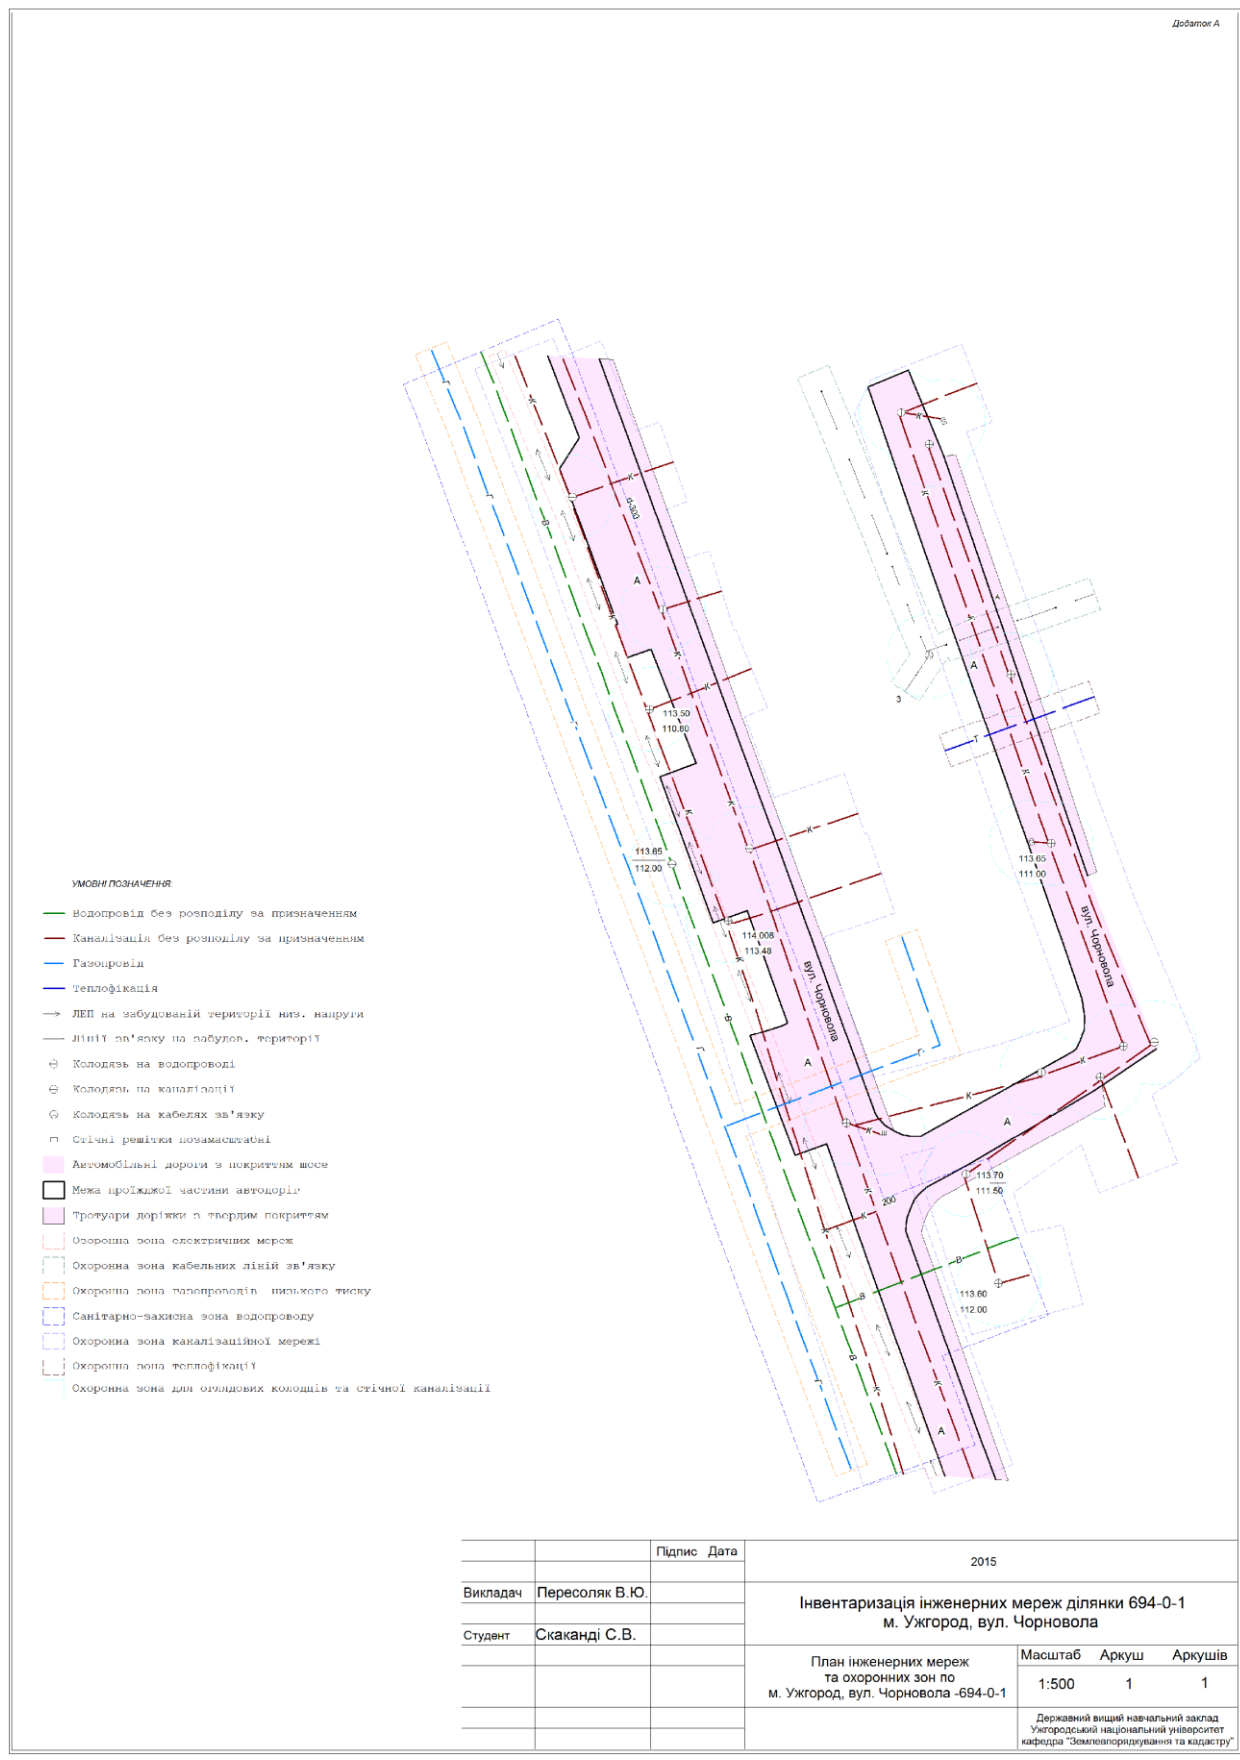 Додаток А
К
Ш
К
Г
К
К
Г
В
d-300
К
А
А
К
К
К
А
К
З
113.50
110.80
Т
Г
К
К
К
К
113.65
112.00
113.65
111.00
УМОВНІ ПОЗНАЧЕННЯ:
Водопровід без розподілу за призначенням
Каналізація без розподілу за призначенням
Газопровід
Теплофікація
ЛЕП на забудованій території низ. напруги
Лінії зв'язку на забудов. території
Колодязь на водопроводі
Колодязь на каналізації
Колодязь на кабелях зв'язку
Стічні решітки позамасштабні
Автомобільні дороги з покриттям шосе
Межа проїжджої частини автодоріг
Тротуари доріжки з твердим покриттям
Озоронна зона електричних мереж
Охоронна зона кабельних ліній зв'язку
Охоронна зона газопроводів низького тиску
Санітарно-захисна зона водопроводу
Охоронна зона каналізаційної мережі
Охоронна зона теплофікації
Охоронна зона для оглядових колодців та стічної каналізації
114.008
113.48
К
вул. Чорновола
вул. Чорновола
В
Г
Г
А
К
К
К
Ш
А
113.70
111.50
К
200
К
В
В
113.60
112.00
В
Г
К
К
А
Підпис Дата
2015
Викладач Пересоляк В.Ю.
Студент Скаканді С.В.
Інвентаризація інженерних мереж ділянки 694-0-1
м. Ужгород, вул. Чорновола
План інженерних мереж
та охоронних зон по
м. Ужгород, вул. Чорновола -694-0-1
Масштаб Аркуш Аркушів
1:500 1 1
Державний вищий навчальний заклад
Ужгородський національний університет
кафедра "Землевпорядкування та кадастру"